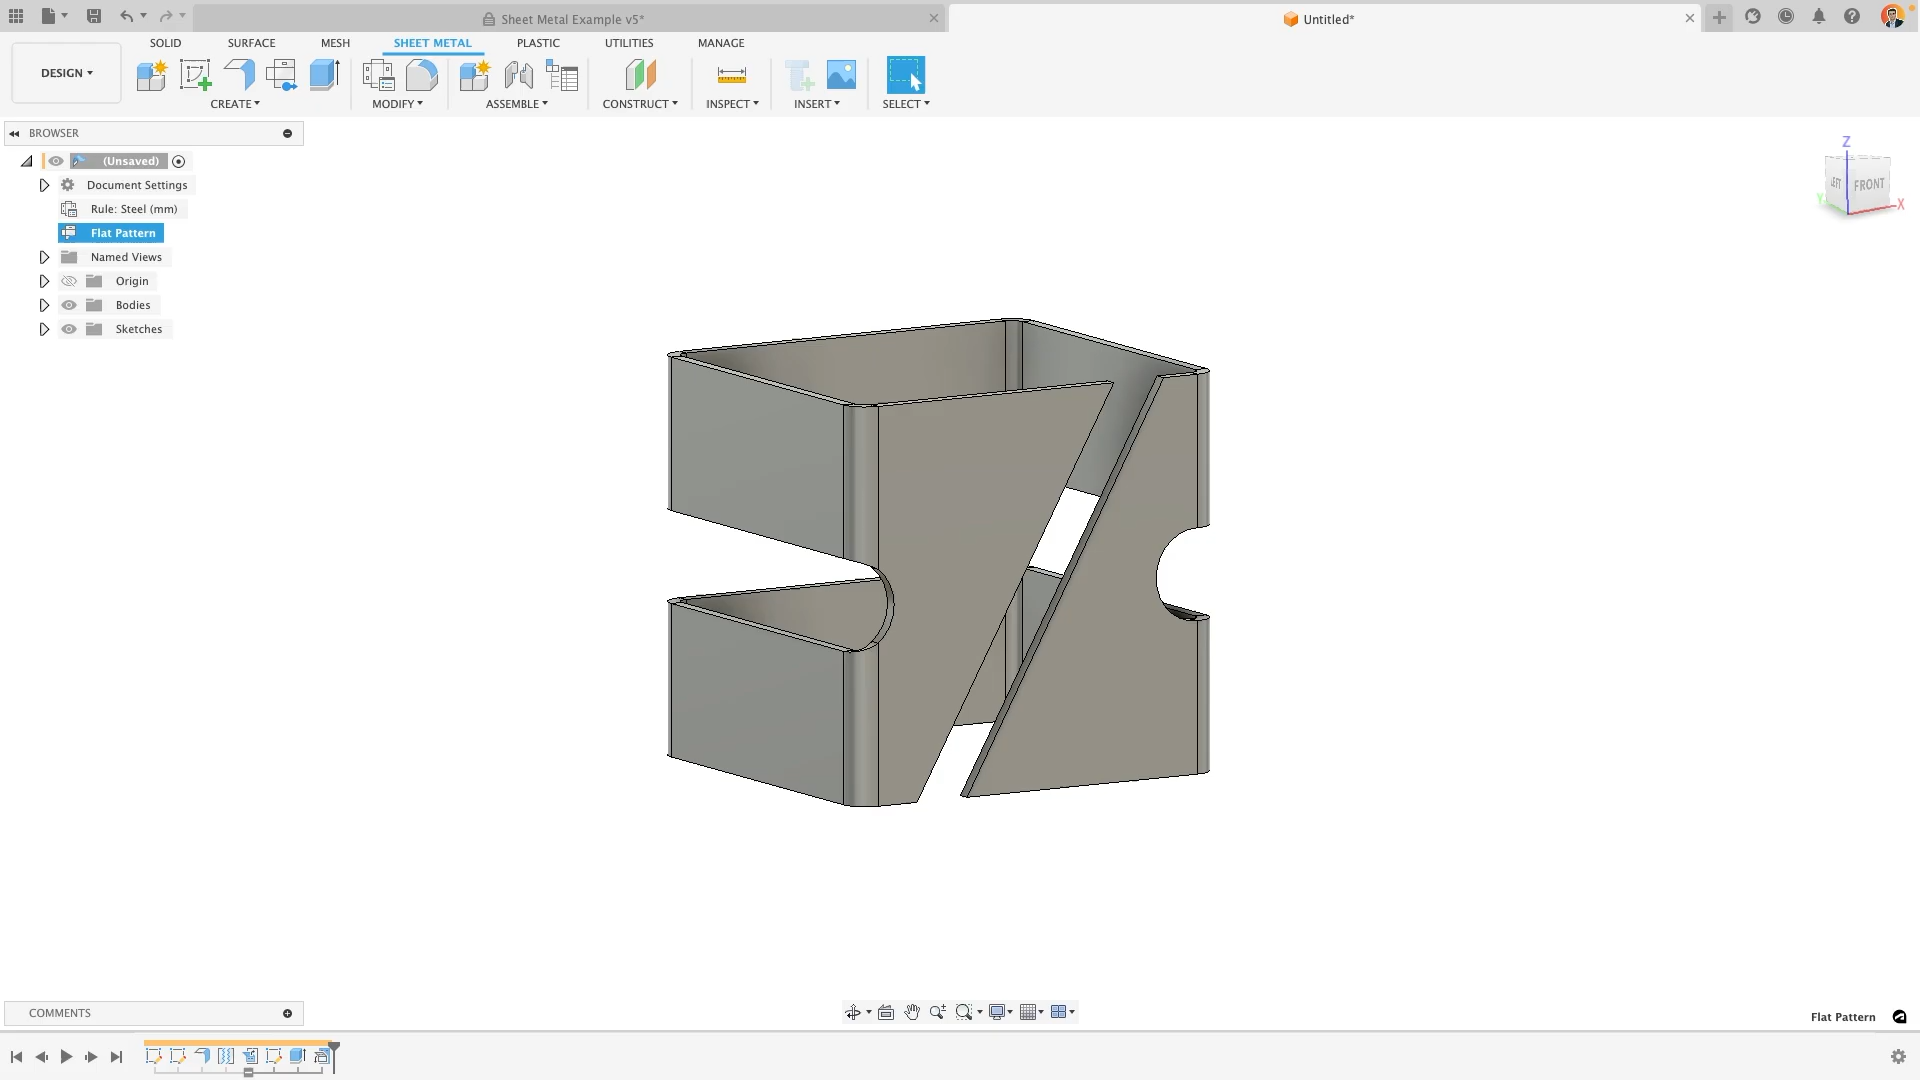 Sheet Metal Example v5*
Untitled*
SOLID SURFACE MESH SHEET METAL PLASTIC UTILITIES MANAGE
DESIGN
CREATE MODIFY ASSEMBLE CONSTRUCT INSPECT INSERT SELECT
BROWSER
(Unsaved)
Document Settings
Rule: Steel (mm)
Flat Pattern
Named Views
Origin
Bodies
Sketches
Z
LEFT FRONT
Y
X
COMMENTS
Flat Pattern